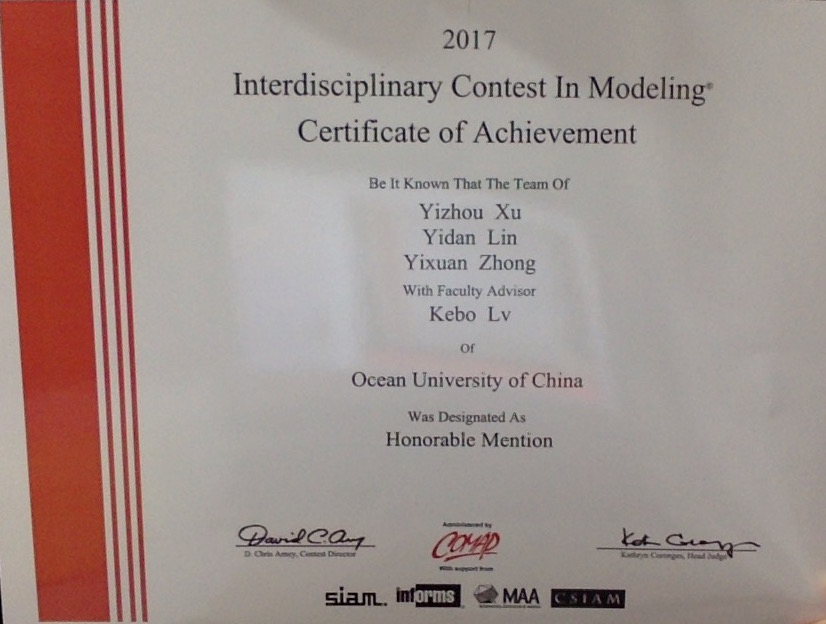 2017
Interdisciplinary Contest In Modeling®
Certificate of Achievement
Be It Known That The Team Of
Yizhou Xu
Yidan Lin
Yixuan Zhong
With Faculty Advisor
Kebo Lv
Of
Ocean University of China
Was Designated As
Honorable Mention
Administered by
David C. Arney
COMAP
D. Chris Arney, Contest Director
Kathryn Coronges, Head Judge
With support from
siam.
informs
MAA
CSIAM